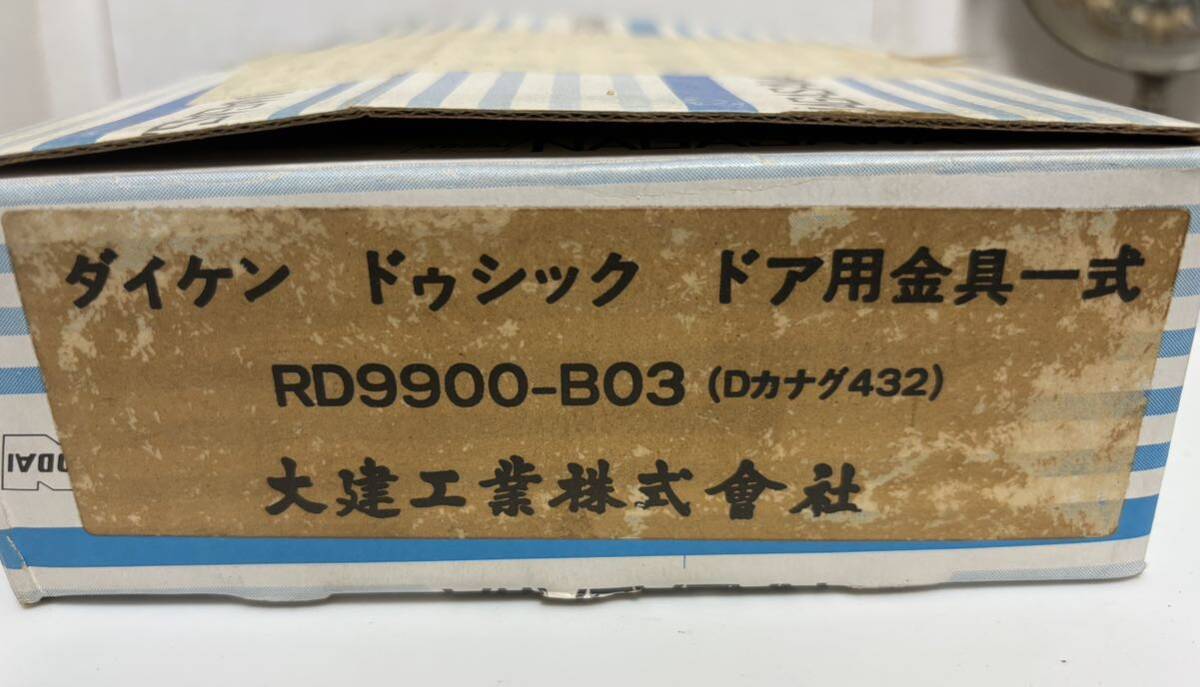 ダイケン ドゥシック ドア用金具一式
RD9900-B03 (Dカナグ432)
大建工業株式會社